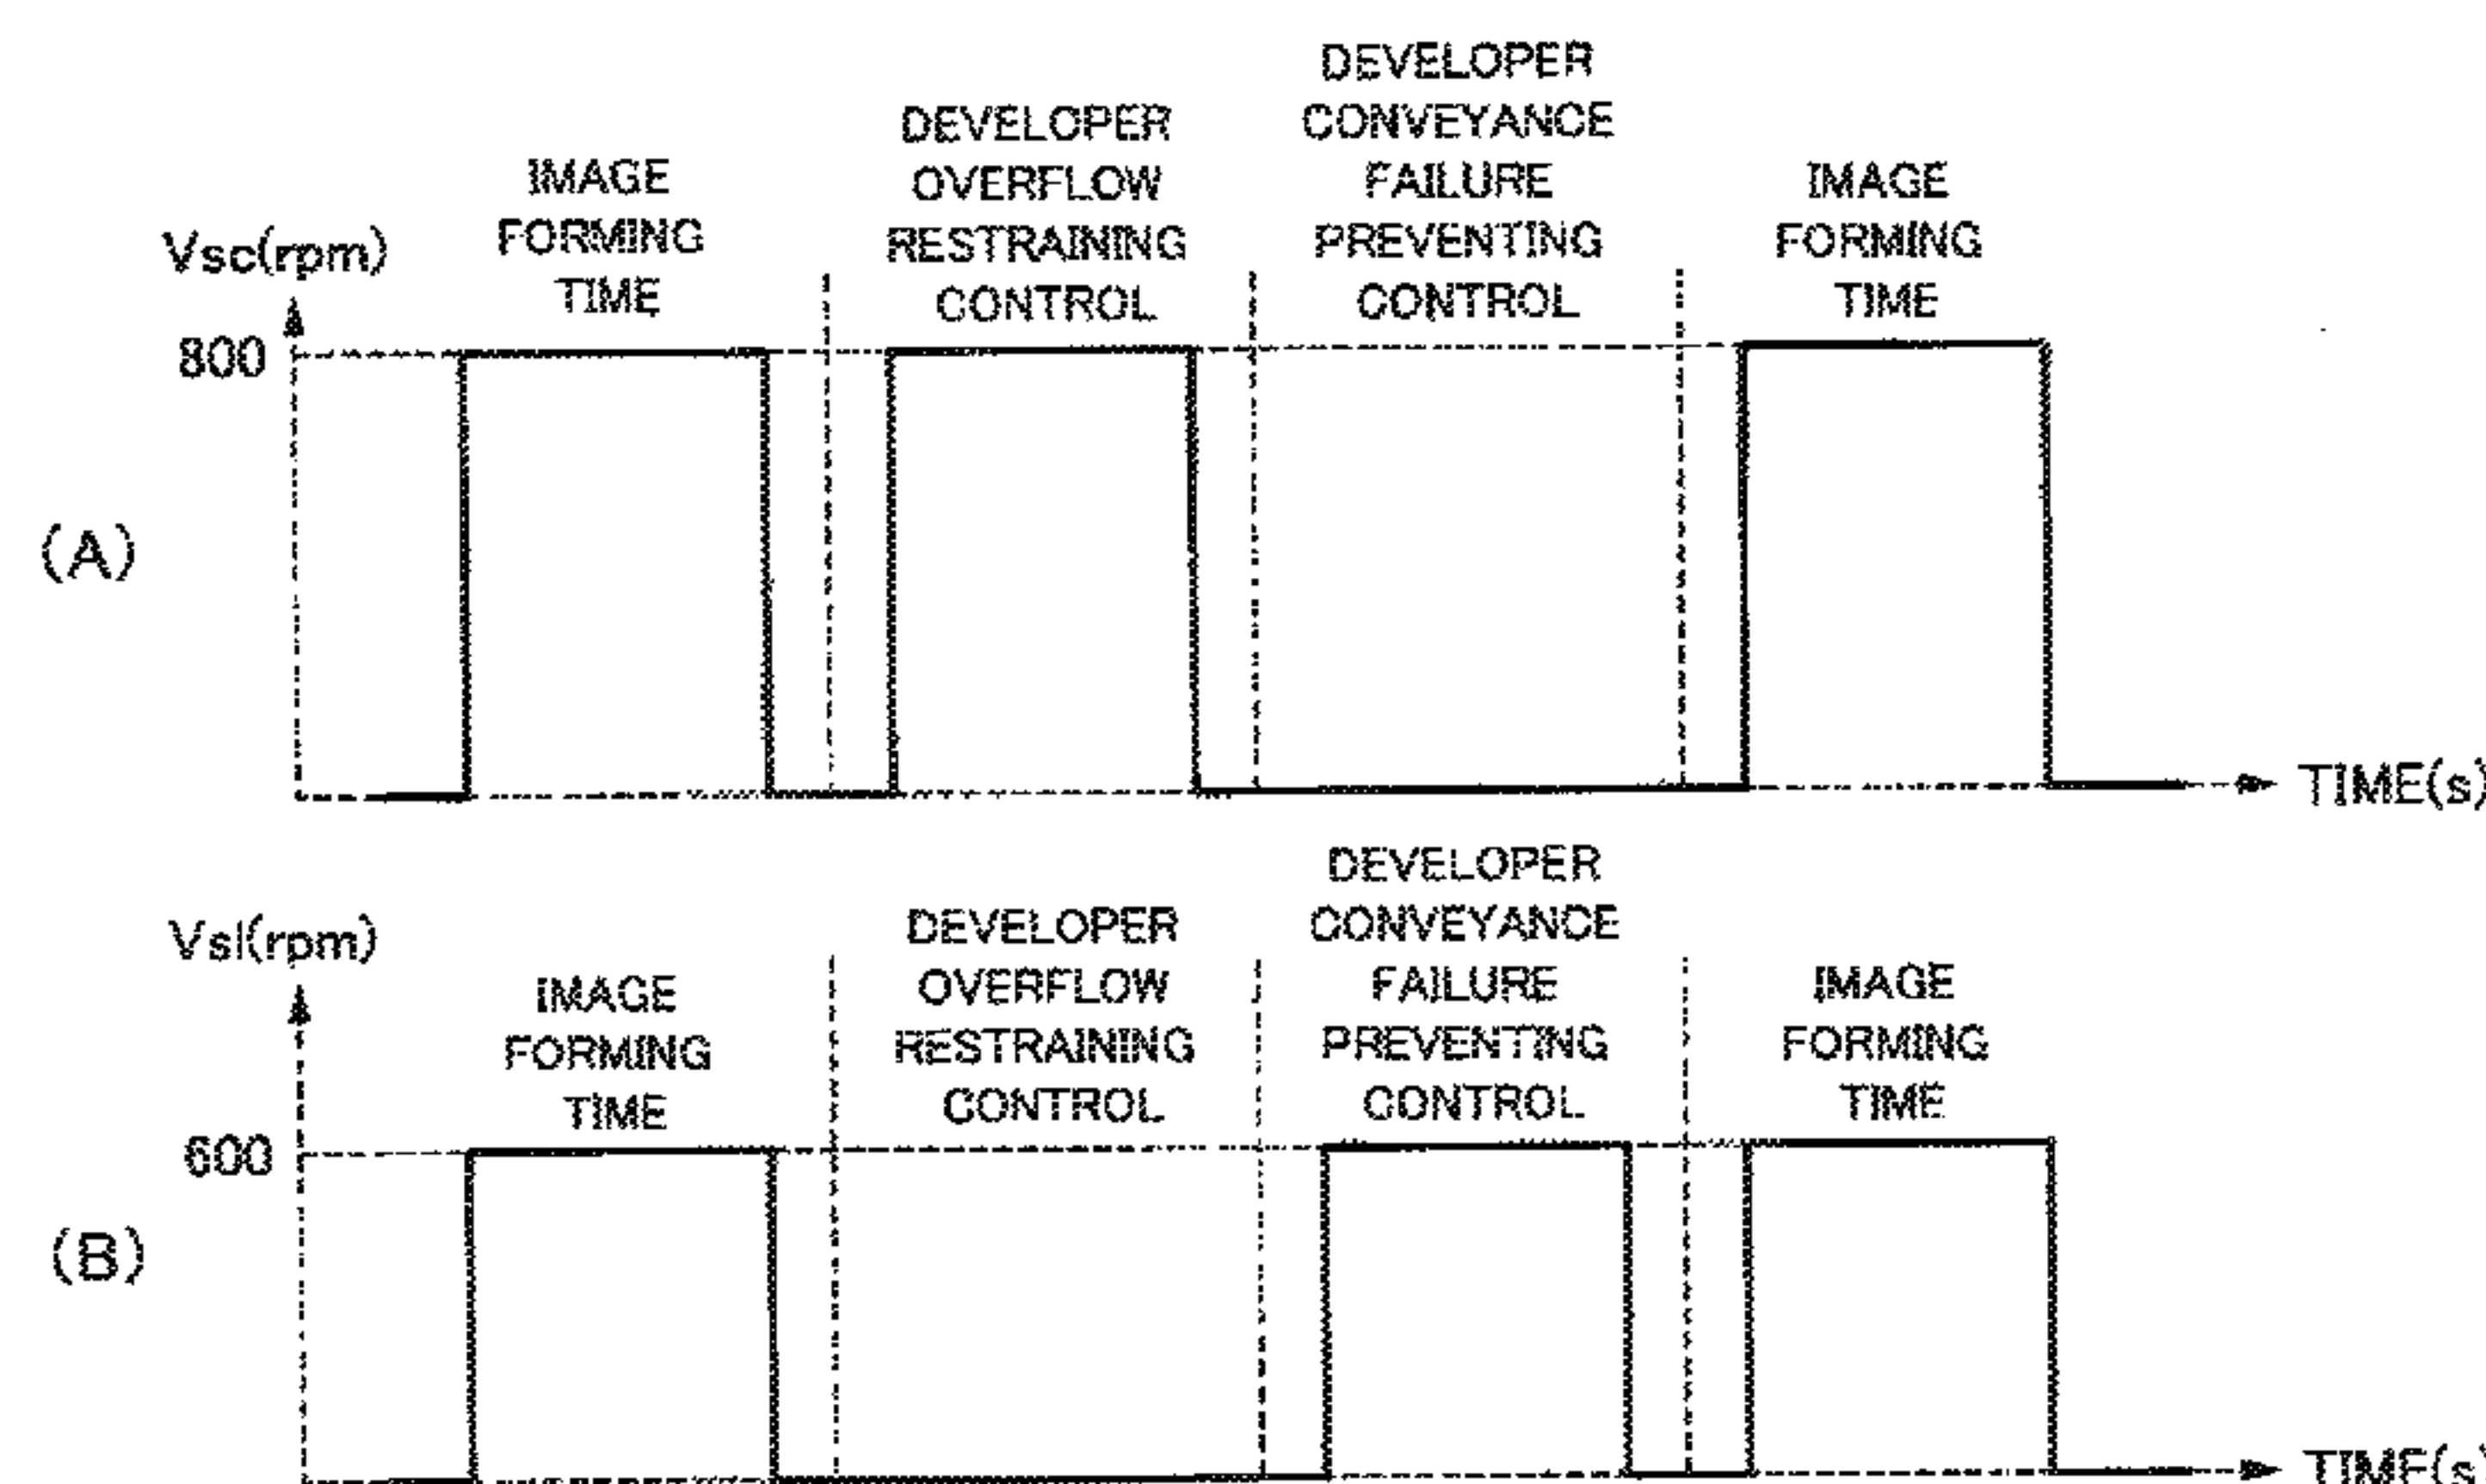 DEVELOPER
CONVEYANCE
FAILURE
PREVENTING
CONTROL
DEVELOPER
OVERFLOW
RESTRAINING
CONTROL
IMAGE
FORMING
TIME
IMAGE
FORMING
TIME
Vsc(rpm)
800
(A)
TIME(s)
DEVELOPER
CONVEYANCE
FAILURE
PREVENTING
CONTROL
DEVELOPER
OVERFLOW
RESTRAINING
CONTROL
Vsl(rpm)
IMAGE
FORMING
TIME
IMAGE
FORMING
TIME
600
(B)
TIME(s)